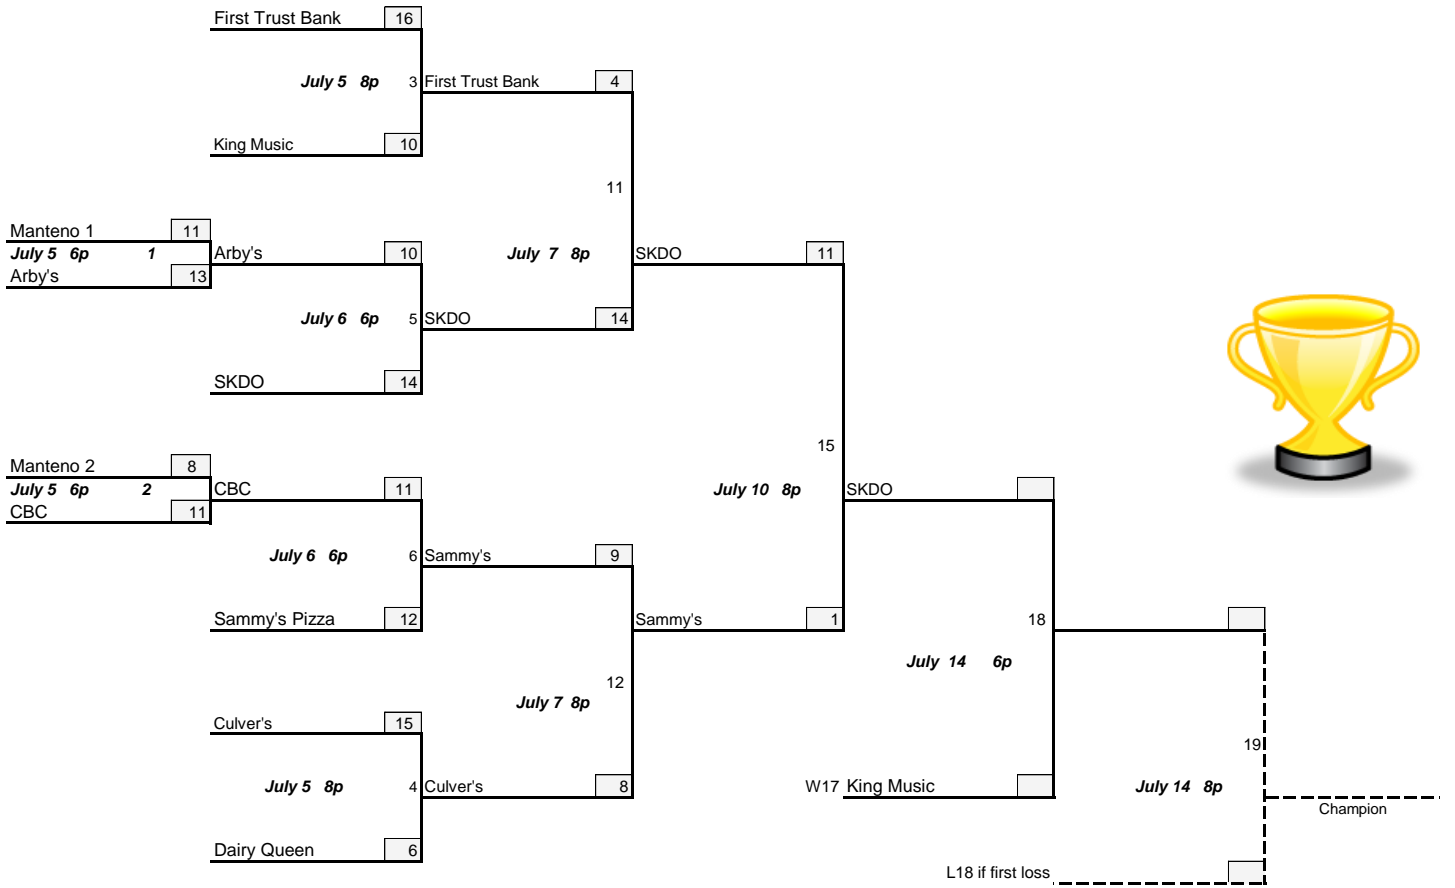 First Trust Bank 16
July 5 8p 3 First Trust Bank 4
King Music 10
11
Manteno 1 11
July 5 6p 1 Arby's 10 July 7 8p SKDO 11
Arby's 13
July 6 6p 5 SKDO 14
SKDO 14
15
Manteno 2 8
July 5 6p 2 CBC 11 July 10 8p SKDO
CBC 11
July 6 6p 6 Sammy's 9
Sammy's Pizza 12 Sammy's 1 18
July 14 6p
12
July 7 8p
Culver's 15
19
July 5 8p 4 Culver's 8 W17 King Music July 14 8p
Champion
Dairy Queen 6
L18 if first loss